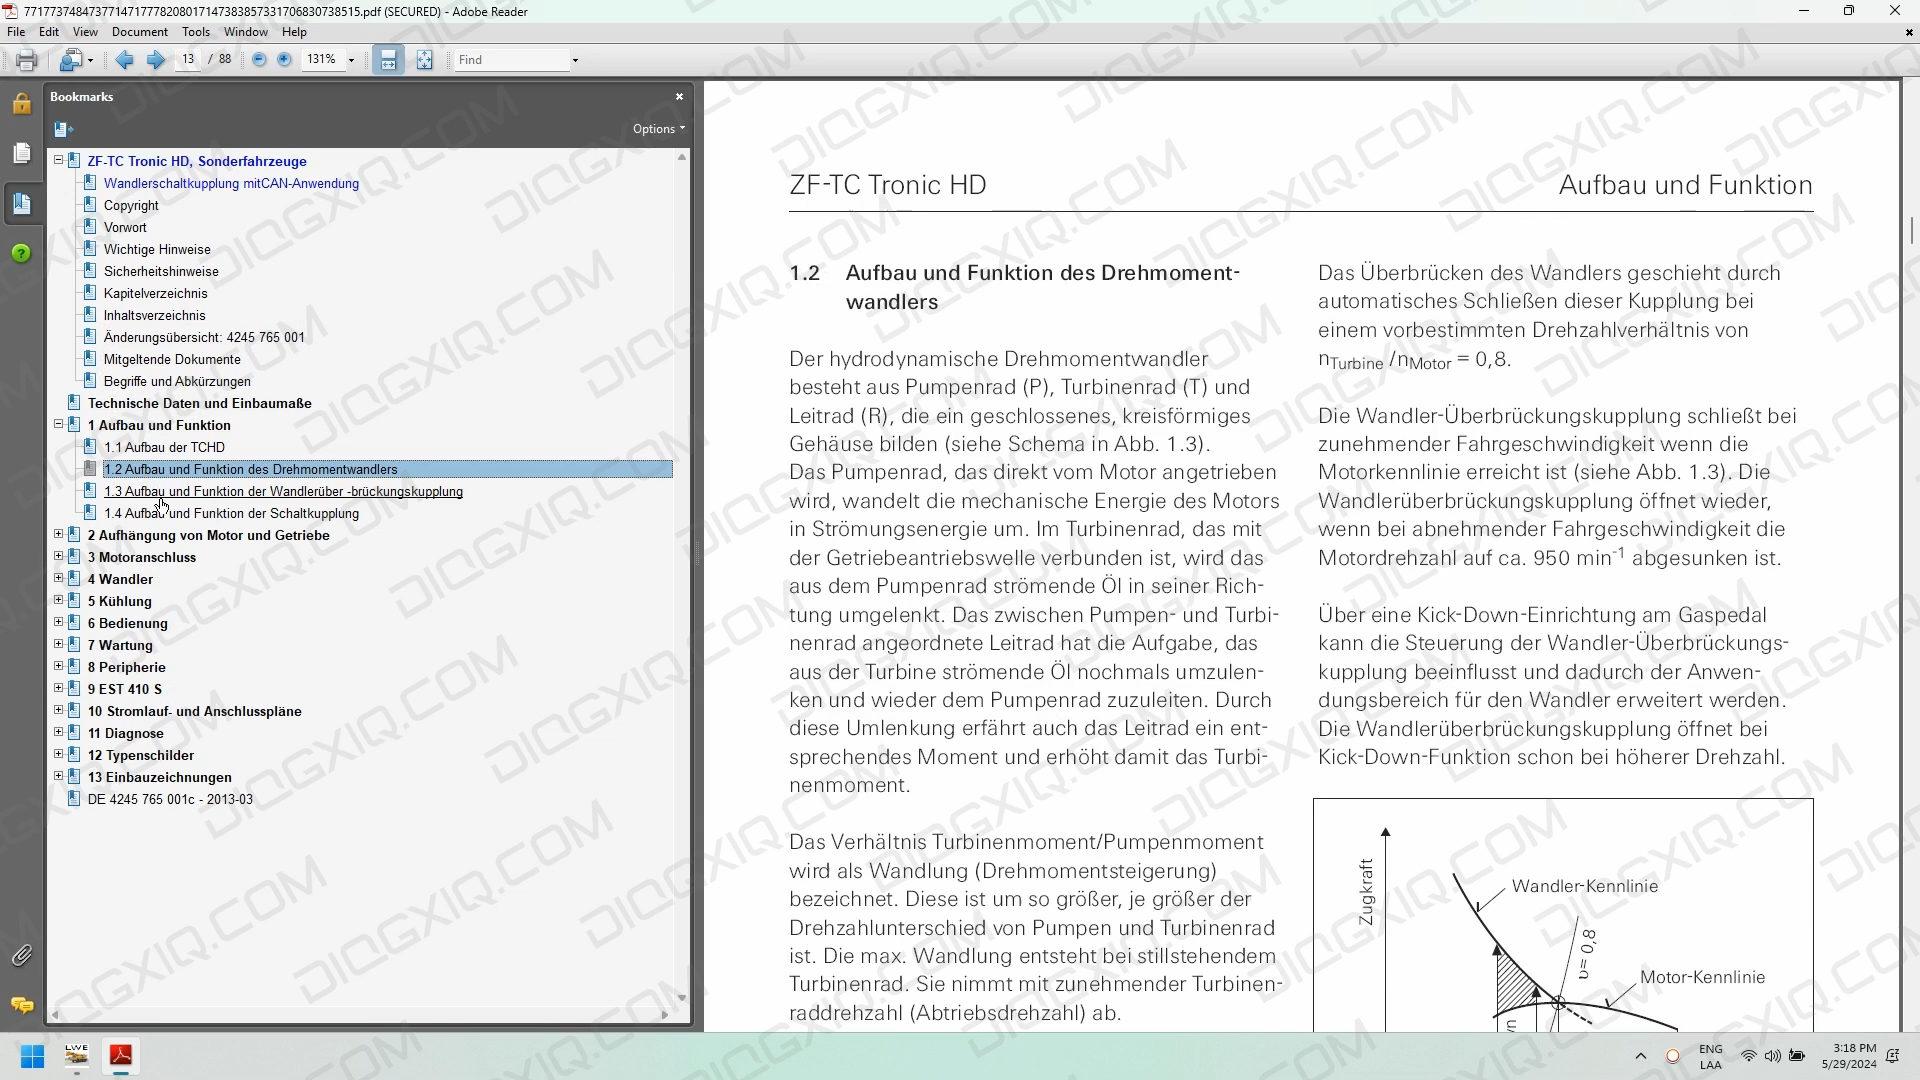 7717737484737714717778208017147383857331706830738515.pdf (SECURED) - Adobe Reader
File Edit View Document Tools Window Help
13 / 88 131% Find
Bookmarks
Options
ZF-TC Tronic HD, Sonderfahrzeuge
Wandlerschaltkupplung mitCAN-Anwendung
Copyright
Vorwort
Wichtige Hinweise
Sicherheitshinweise
Kapitelverzeichnis
Inhaltsverzeichnis
Änderungsübersicht: 4245 765 001
Mitgeltende Dokumente
Begriffe und Abkürzungen
Technische Daten und Einbaumaße
1 Aufbau und Funktion
1.1 Aufbau der TCHD
1.2 Aufbau und Funktion des Drehmomentwandlers
1.3 Aufbau und Funktion der Wandlerüber -brückungskupplung
1.4 Aufbau und Funktion der Schaltkupplung
2 Aufhängung von Motor und Getriebe
3 Motoranschluss
4 Wandler
5 Kühlung
6 Bedienung
7 Wartung
8 Peripherie
9 EST 410 S
10 Stromlauf- und Anschlusspläne
11 Diagnose
12 Typenschilder
13 Einbauzeichnungen
DE 4245 765 001c - 2013-03
ZF-TC Tronic HD
Aufbau und Funktion
1.2 Aufbau und Funktion des Drehmoment-
wandlers
Der hydrodynamische Drehmomentwandler
besteht aus Pumpenrad (P), Turbinenrad (T) und
Leitrad (R), die ein geschlossenes, kreisförmiges
Gehäuse bilden (siehe Schema in Abb. 1.3).
Das Pumpenrad, das direkt vom Motor angetrieben
wird, wandelt die mechanische Energie des Motors
in Strömungsenergie um. Im Turbinenrad, das mit
der Getriebeantriebswelle verbunden ist, wird das
aus dem Pumpenrad strömende Öl in seiner Rich-
tung umgelenkt. Das zwischen Pumpen- und Turbi-
nenrad angeordnete Leitrad hat die Aufgabe, das
aus der Turbine strömende Öl nochmals umzulen-
ken und wieder dem Pumpenrad zuzuleiten. Durch
diese Umlenkung erfährt auch das Leitrad ein ent-
sprechendes Moment und erhöht damit das Turbi-
nenmoment.
Das Verhältnis Turbinenmoment/Pumpenmoment
wird als Wandlung (Drehmomentsteigerung)
bezeichnet. Diese ist um so größer, je größer der
Drehzahlunterschied von Pumpen und Turbinenrad
ist. Die max. Wandlung entsteht bei stillstehendem
Turbinenrad. Sie nimmt mit zunehmender Turbinen-
raddrehzahl (Abtriebsdrehzahl) ab.
Das Überbrücken des Wandlers geschieht durch
automatisches Schließen dieser Kupplung bei
einem vorbestimmten Drehzahlverhältnis von
nTurbine /nMotor = 0,8.
Die Wandler-Überbrückungskupplung schließt bei
zunehmender Fahrgeschwindigkeit wenn die
Motorkennlinie erreicht ist (siehe Abb. 1.3). Die
Wandlerüberbrückungskupplung öffnet wieder,
wenn bei abnehmender Fahrgeschwindigkeit die
Motordrehzahl auf ca. 950 min-1 abgesunken ist.
Über eine Kick-Down-Einrichtung am Gaspedal
kann die Steuerung der Wandler-Überbrückungs-
kupplung beeinflusst und dadurch der Anwen-
dungsbereich für den Wandler erweitert werden.
Die Wandlerüberbrückungskupplung öffnet bei
Kick-Down-Funktion schon bei höherer Drehzahl.
Zugkraft
Wandler-Kennlinie
υ= 0,8
Motor-Kennlinie
LWE
ENG
LAA
3:18 PM
5/29/2024
DIQGXIQ.COM